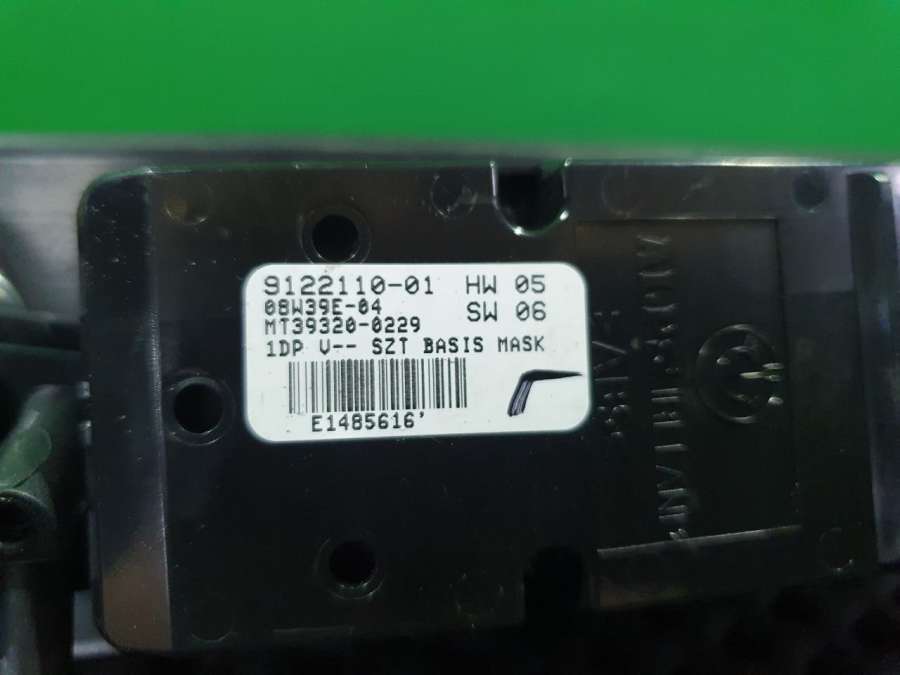 9122110-01 HW 05
08W39E-04 SW 06
MT39320-0229
1DP V-- SZT BASIS MASK
E1485616'